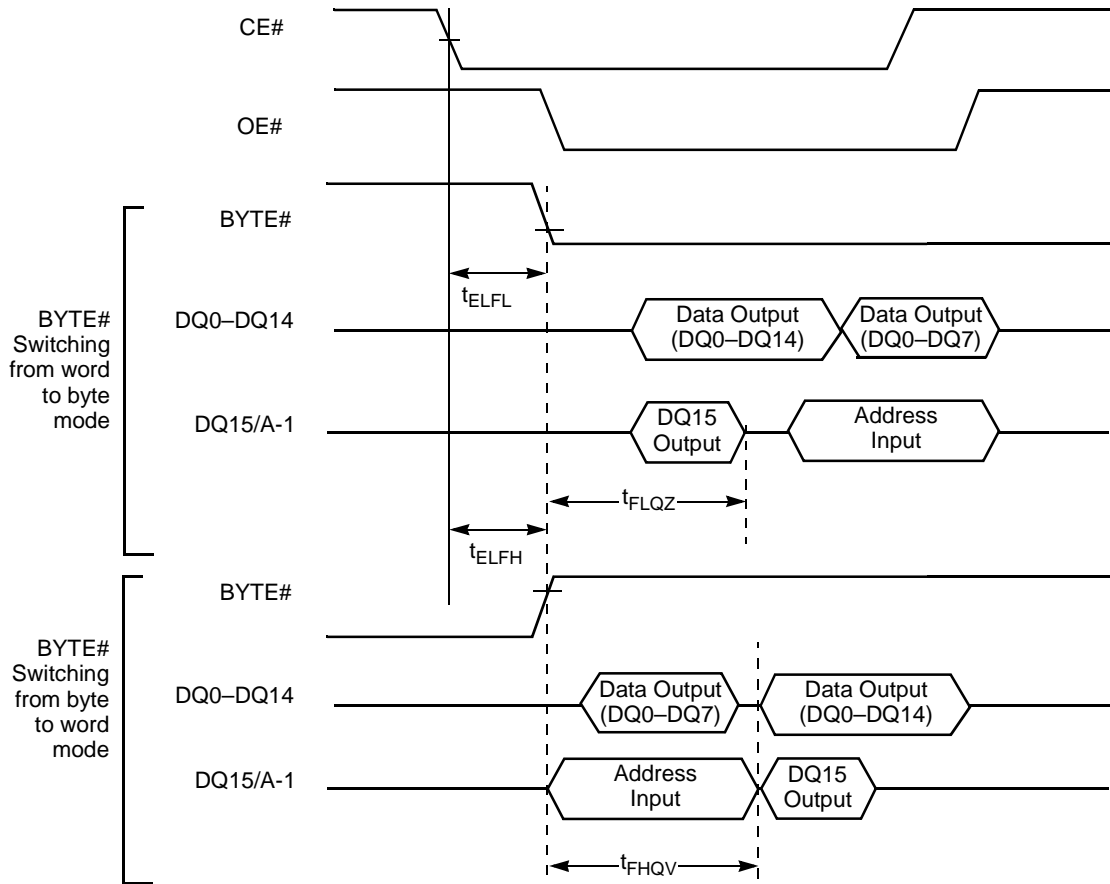 CE#
OE#
BYTE#
tELFL
BYTE#
Switching
from word
to byte
mode
DQ0–DQ14
Data Output
(DQ0–DQ14)
Data Output
(DQ0–DQ7)
DQ15/A-1
DQ15
Output
Address
Input
tFLQZ
tELFH
BYTE#
BYTE#
Switching
from byte
to word
mode
DQ0–DQ14
Data Output
(DQ0–DQ7)
Data Output
(DQ0–DQ14)
DQ15/A-1
Address
Input
DQ15
Output
tFHQV